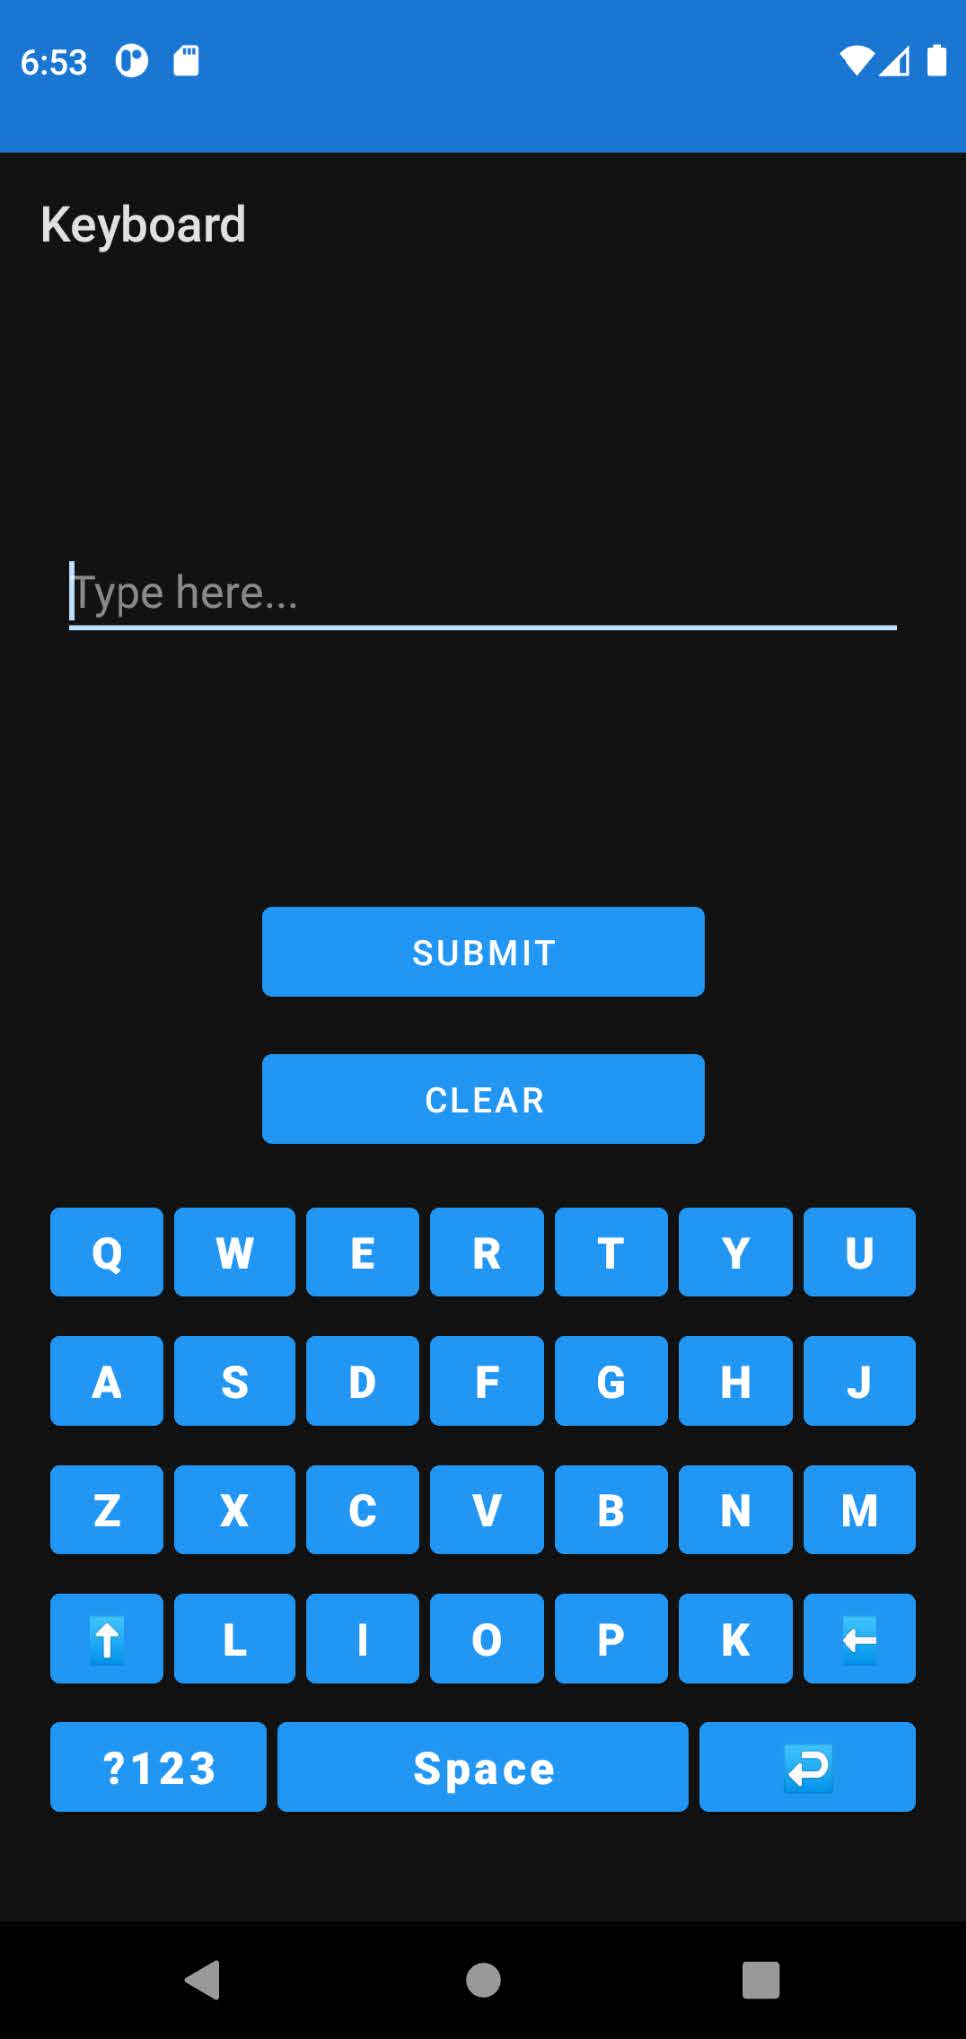 6:53
Keyboard
Type here...
SUBMIT
CLEAR
Q W E R T Y U
A S D F G H J
Z X C V B N M
⬆ L I O P K ⬅
?123 Space ↩